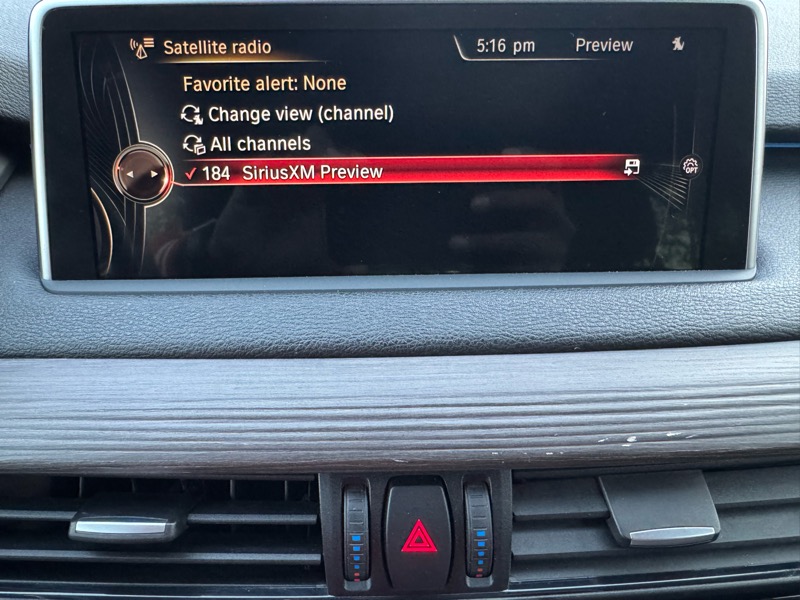 Satellite radio 5:16 pm Preview
Favorite alert: None
Change view (channel)
All channels
184 SiriusXM Preview
OPT